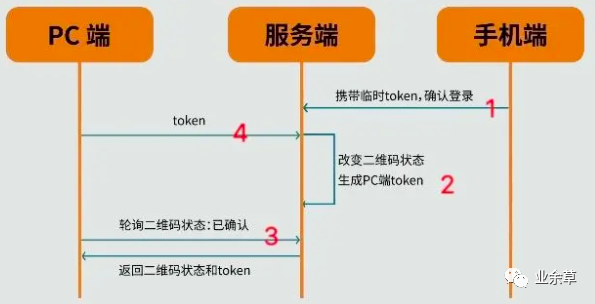 PC 端
服务端
手机端
携带临时token,确认登录
1
token
4
改变二维码状态
生成PC端token
2
轮询二维码状态:已确认
3
返回二维码状态和token
业余草